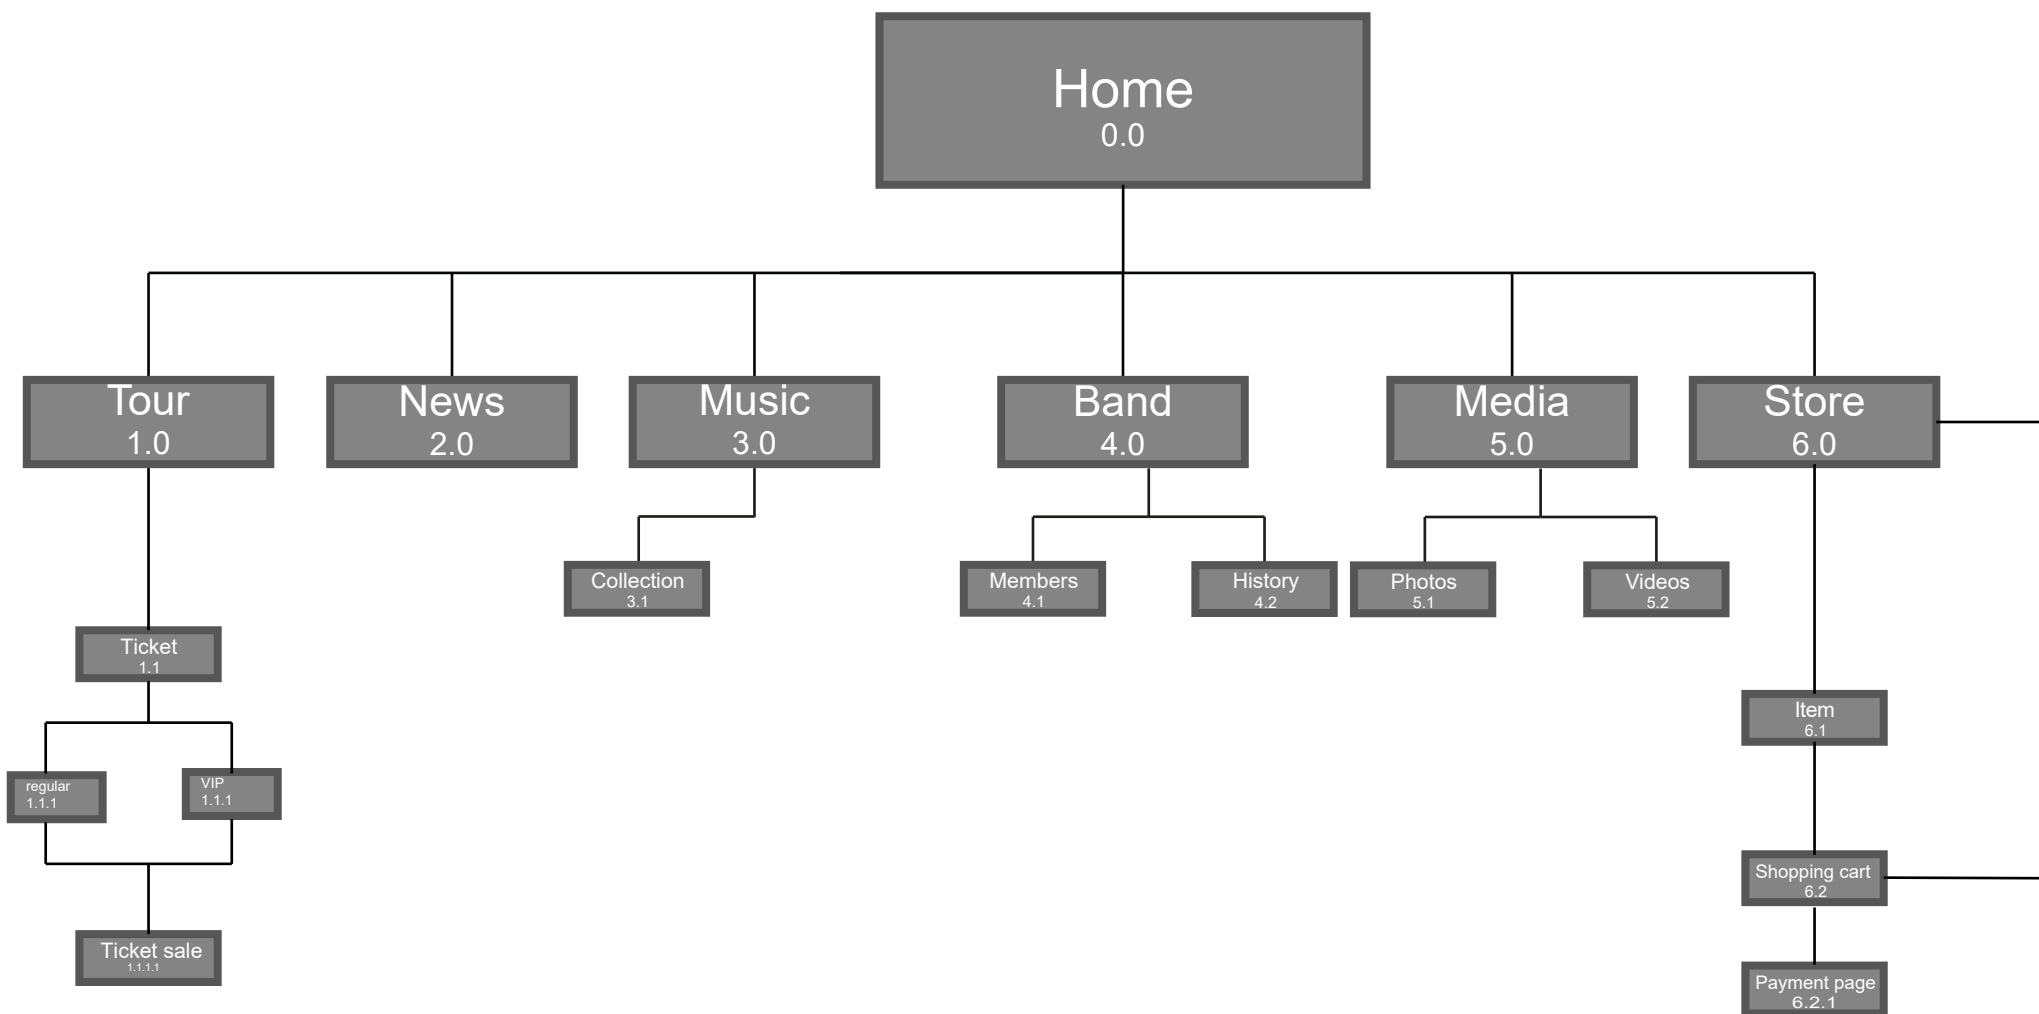 Home
0.0
Tour
1.0
News
2.0
Music
3.0
Band
4.0
Media
5.0
Store
6.0
Collection
3.1
Members
4.1
History
4.2
Photos
5.1
Videos
5.2
Ticket
1.1
Item
6.1
regular
1.1.1
VIP
1.1.1
Shopping cart
6.2
Ticket sale
1.1.1.1
Payment page
6.2.1